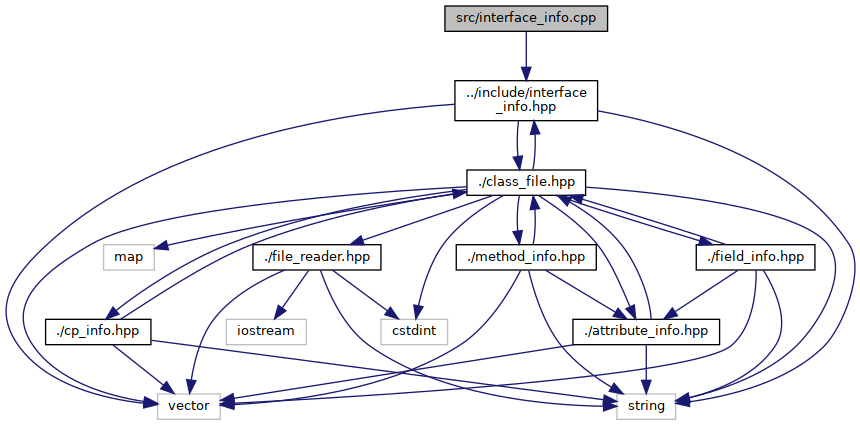 src/interface_info.cpp
../include/interface
_info.hpp
./class_file.hpp
map
./file_reader.hpp
./method_info.hpp
./field_info.hpp
./cp_info.hpp
iostream
cstdint
./attribute_info.hpp
vector
string